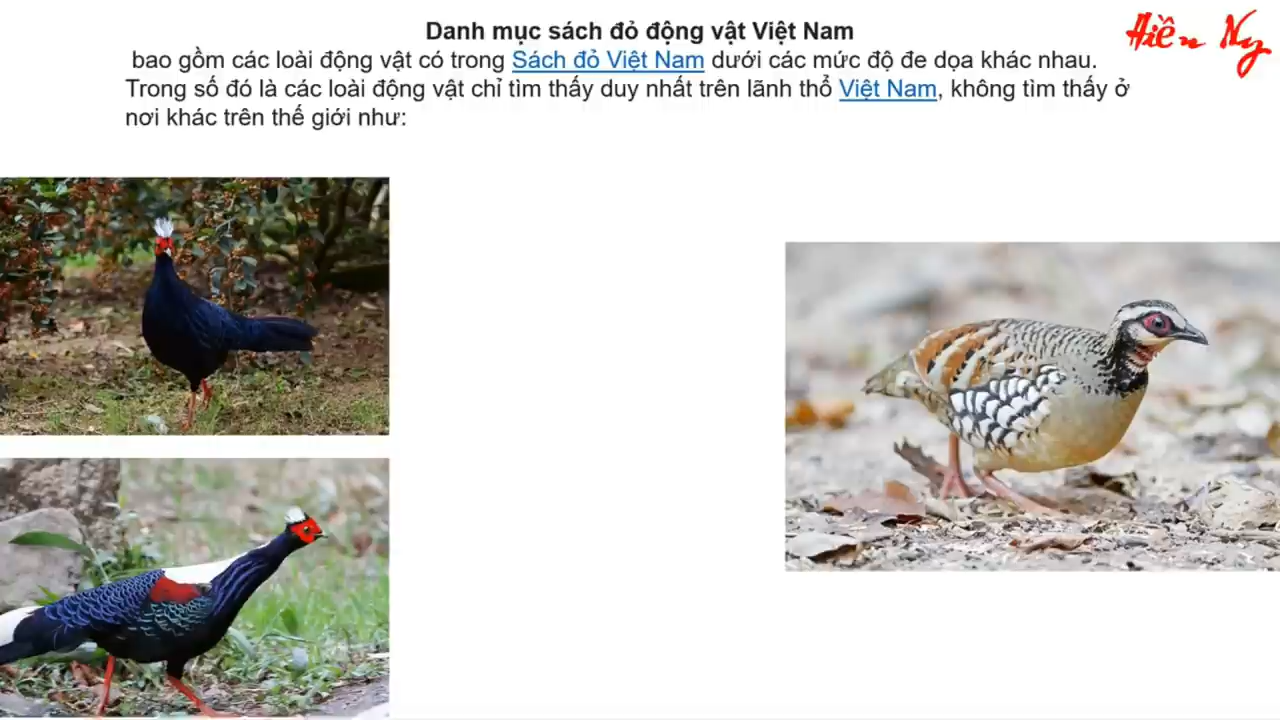 Danh mục sách đỏ động vật Việt Nam
Hiền Ny
bao gồm các loài động vật có trong Sách đỏ Việt Nam dưới các mức độ đe dọa khác nhau.
Trong số đó là các loài động vật chỉ tìm thấy duy nhất trên lãnh thổ Việt Nam, không tìm thấy ở
nơi khác trên thế giới như: